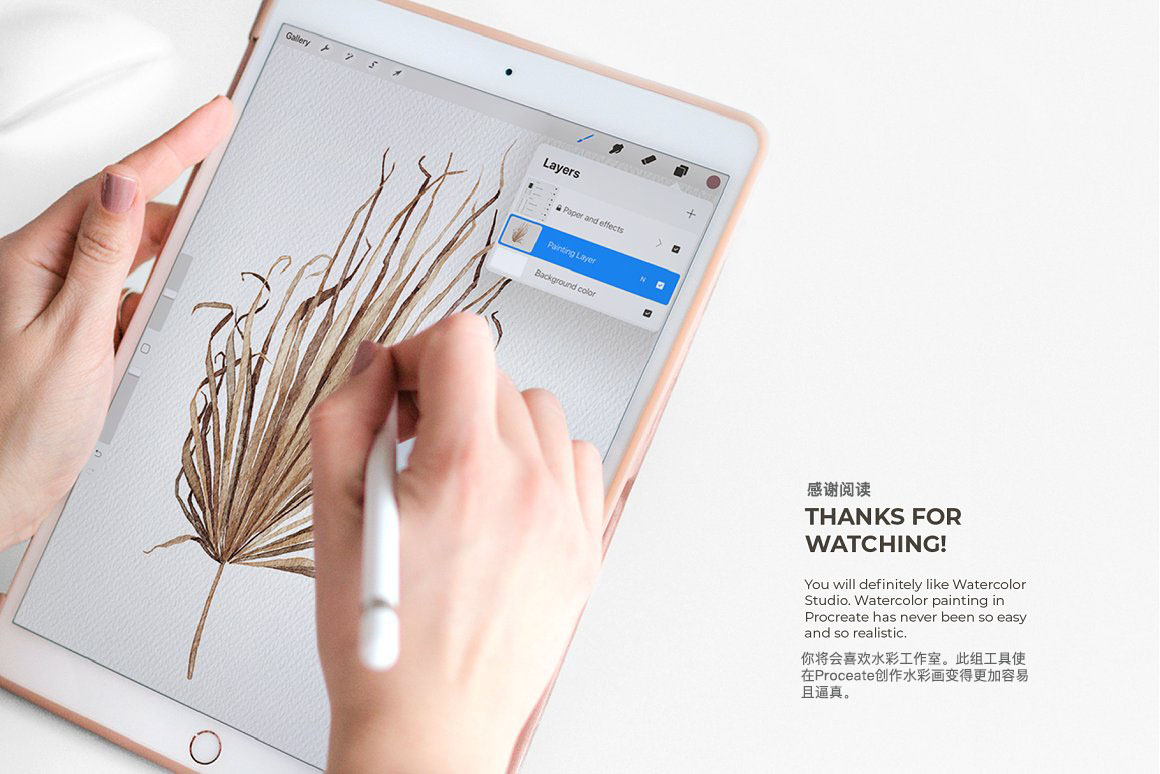 Gallery
Layers
Paper and effects
Painting Layer
N
Background color
感谢阅读
THANKS FOR
WATCHING!
You will definitely like Watercolor
Studio. Watercolor painting in
Procreate has never been so easy
and so realistic.
你将会喜欢水彩工作室。此组工具使
在Proceate创作水彩画变得更加容易
且逼真。